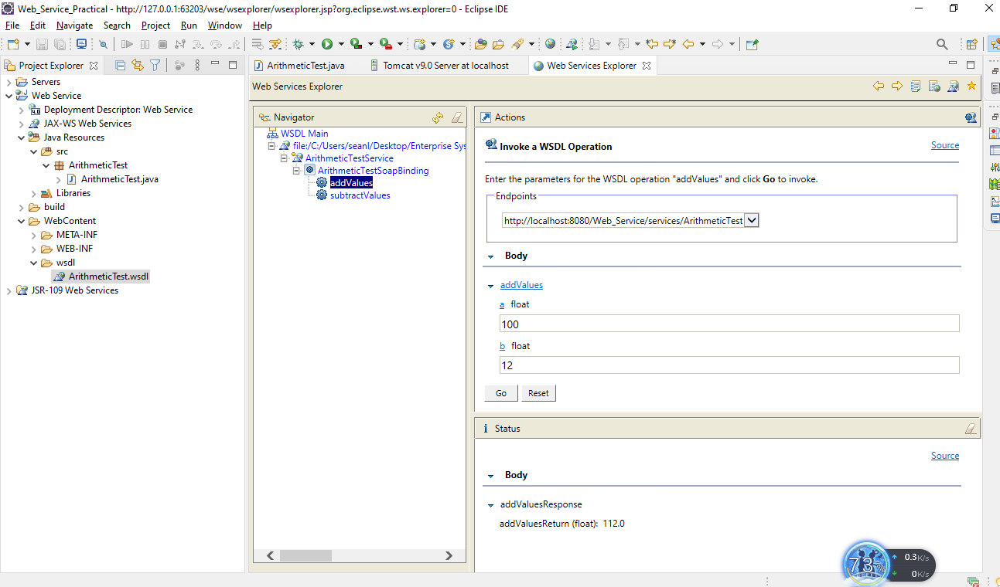 Web_Service_Practical - http://127.0.0.1:63203/wse/wsexplorer/wsexplorer.jsp?org.eclipse.wst.ws.explorer=0 - Eclipse IDE
File Edit Navigate Search Project Run Window Help
Project Explorer
Servers
Web Service
Deployment Descriptor: Web Service
JAX-WS Web Services
Java Resources
src
ArithmeticTest
ArithmeticTest.java
Libraries
build
WebContent
META-INF
WEB-INF
wsdl
ArithmeticTest.wsdl
JSR-109 Web Services
ArithmeticTest.java Tomcat v9.0 Server at localhost Web Services Explorer
Web Services Explorer
Navigator
WSDL Main
file:/C:/Users/seanl/Desktop/Enterprise Sys
ArithmeticTestService
ArithmeticTestSoapBinding
addValues
subtractValues
Actions
Invoke a WSDL Operation
Source
Enter the parameters for the WSDL operation "addValues" and click Go to invoke.
Endpoints
http://localhost:8080/Web_Service/services/ArithmeticTest
Body
addValues
a float
100
b float
12
Go Reset
i Status
Source
Body
addValuesResponse
addValuesReturn (float): 112.0
73%
0.3K/s
0K/s